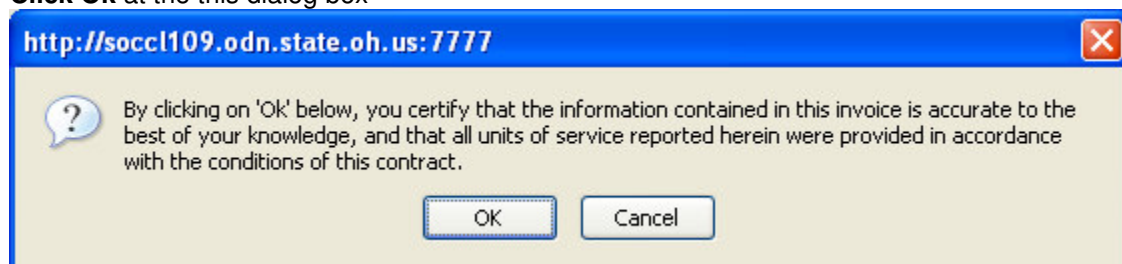 Click Ok at the this dialog box
http://soccl109.odn.state.oh.us:7777
By clicking on 'Ok' below, you certify that the information contained in this invoice is accurate to the
best of your knowledge, and that all units of service reported herein were provided in accordance
with the conditions of this contract.
OK Cancel